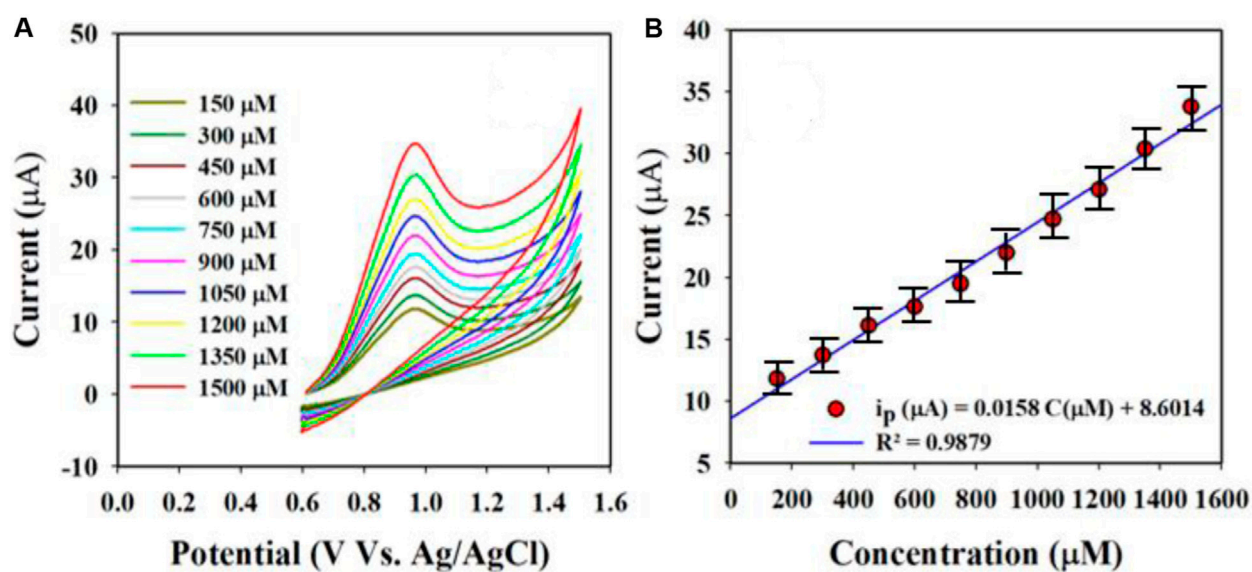 A
50
40
30
20
10
0
-10
Current (μA)
150 μM
300 μM
450 μM
600 μM
750 μM
900 μM
1050 μM
1200 μM
1350 μM
1500 μM
0.0 0.2 0.4 0.6 0.8 1.0 1.2 1.4 1.6
Potential (V Vs. Ag/AgCl)
B
40
35
30
25
20
15
10
5
Current (μA)
i_p (μA) = 0.0158 C(μM) + 8.6014
R² = 0.9879
0 200 400 600 800 1000 1200 1400 1600
Concentration (μM)